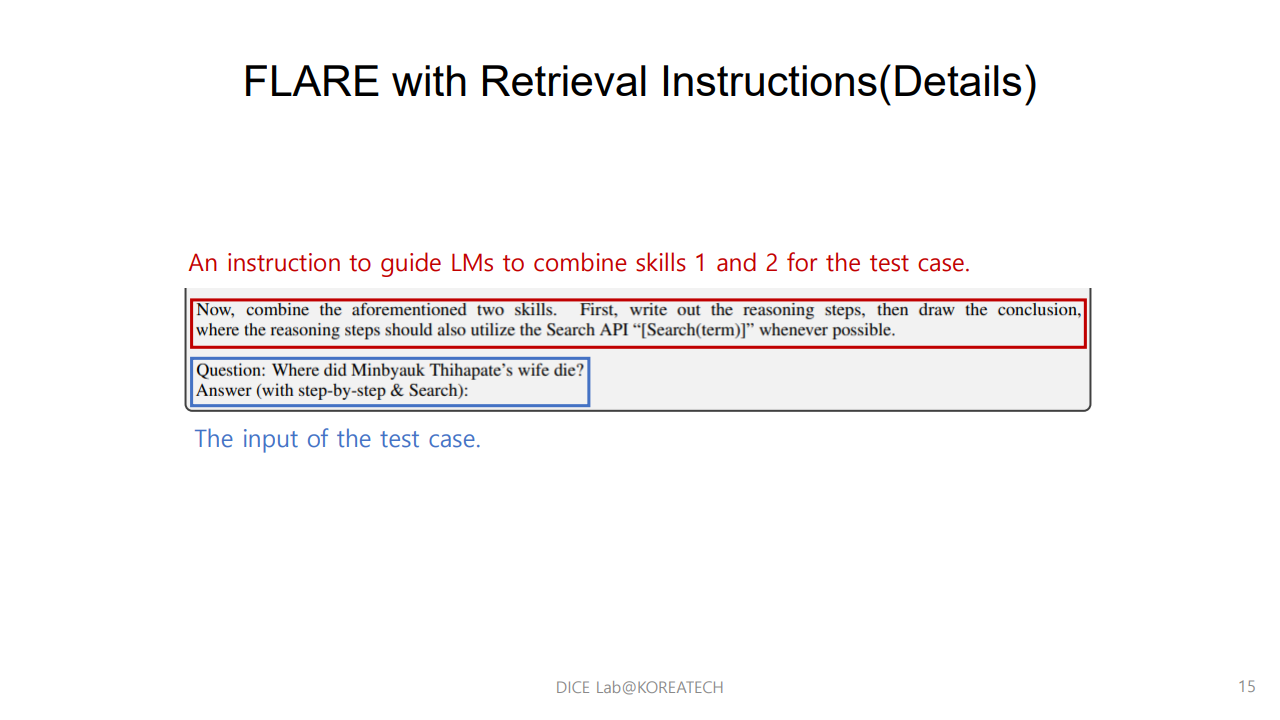 FLARE with Retrieval Instructions(Details)
An instruction to guide LMs to combine skills 1 and 2 for the test case.
Now, combine the aforementioned two skills. First, write out the reasoning steps, then draw the conclusion,
where the reasoning steps should also utilize the Search API “[Search(term)]” whenever possible.
Question: Where did Minbyauk Thihapate’s wife die?
Answer (with step-by-step & Search):
The input of the test case.
DICE Lab@KOREATECH
15